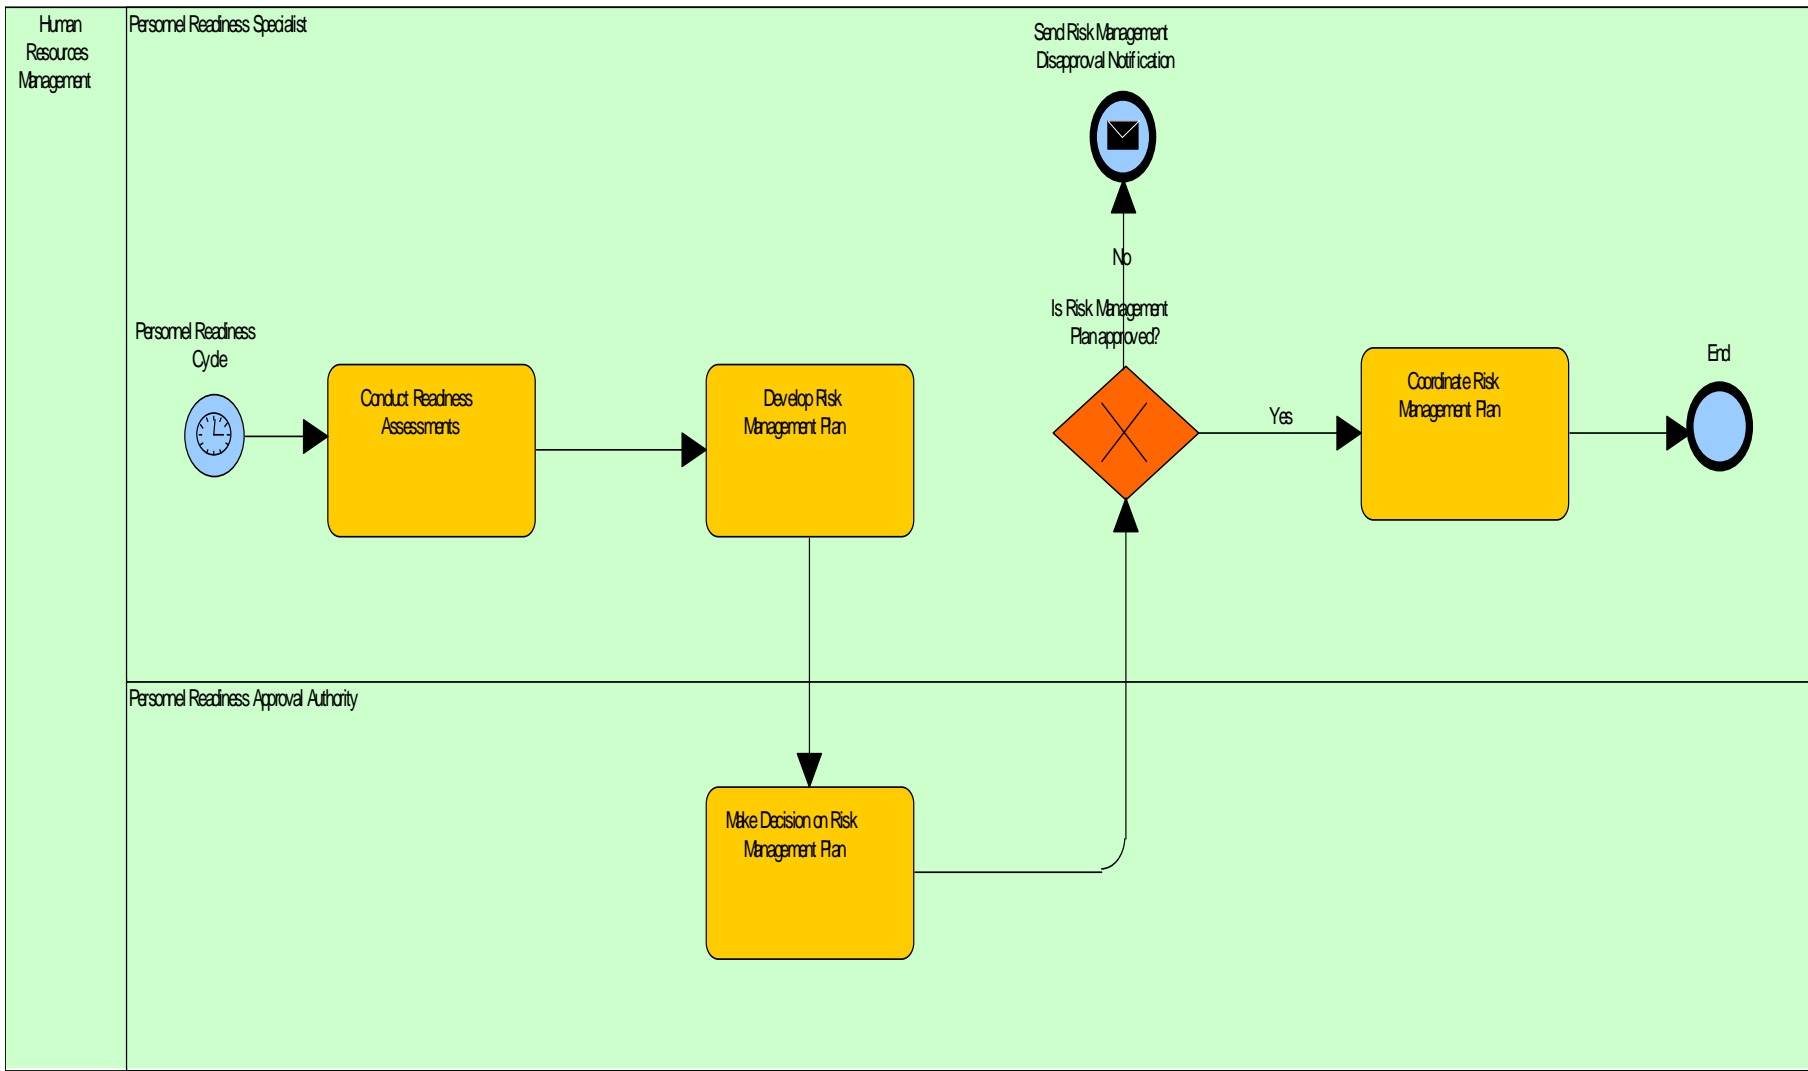 Human
Resources
Management
Personnel Readiness Specialist
Send Risk Management
Disapproval Notification
No
Is Risk Management
Plan approved?
Personnel Readiness
Cycle
Conduct Readiness
Assessments
Develop Risk
Management Plan
Yes
Coordinate Risk
Management Plan
End
Personnel Readiness Approval Authority
Make Decision on Risk
Management Plan